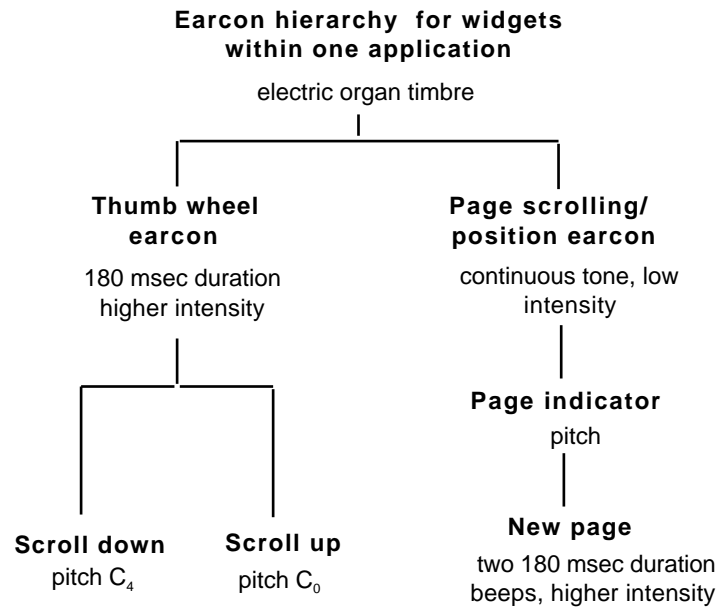 Earcon hierarchy for widgets
within one application
electric organ timbre
Thumb wheel
earcon
180 msec duration
higher intensity
Page scrolling/
position earcon
continuous tone, low
intensity
Page indicator
pitch
Scroll down
pitch C₄
Scroll up
pitch C₀
New page
two 180 msec duration
beeps, higher intensity